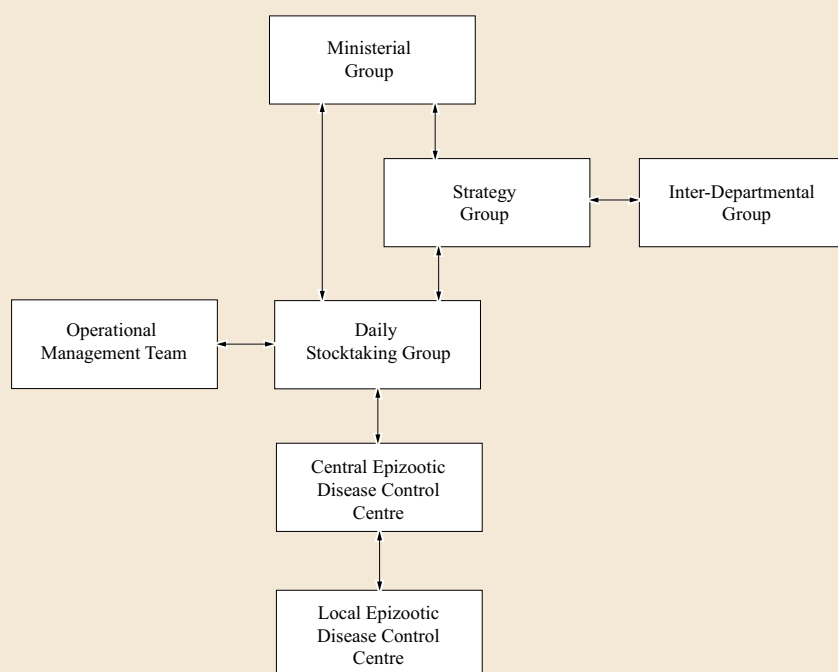 Ministerial
Group
Strategy
Group
Inter-Departmental
Group
Operational
Management Team
Daily
Stocktaking Group
Central Epizootic
Disease Control
Centre
Local Epizootic
Disease Control
Centre